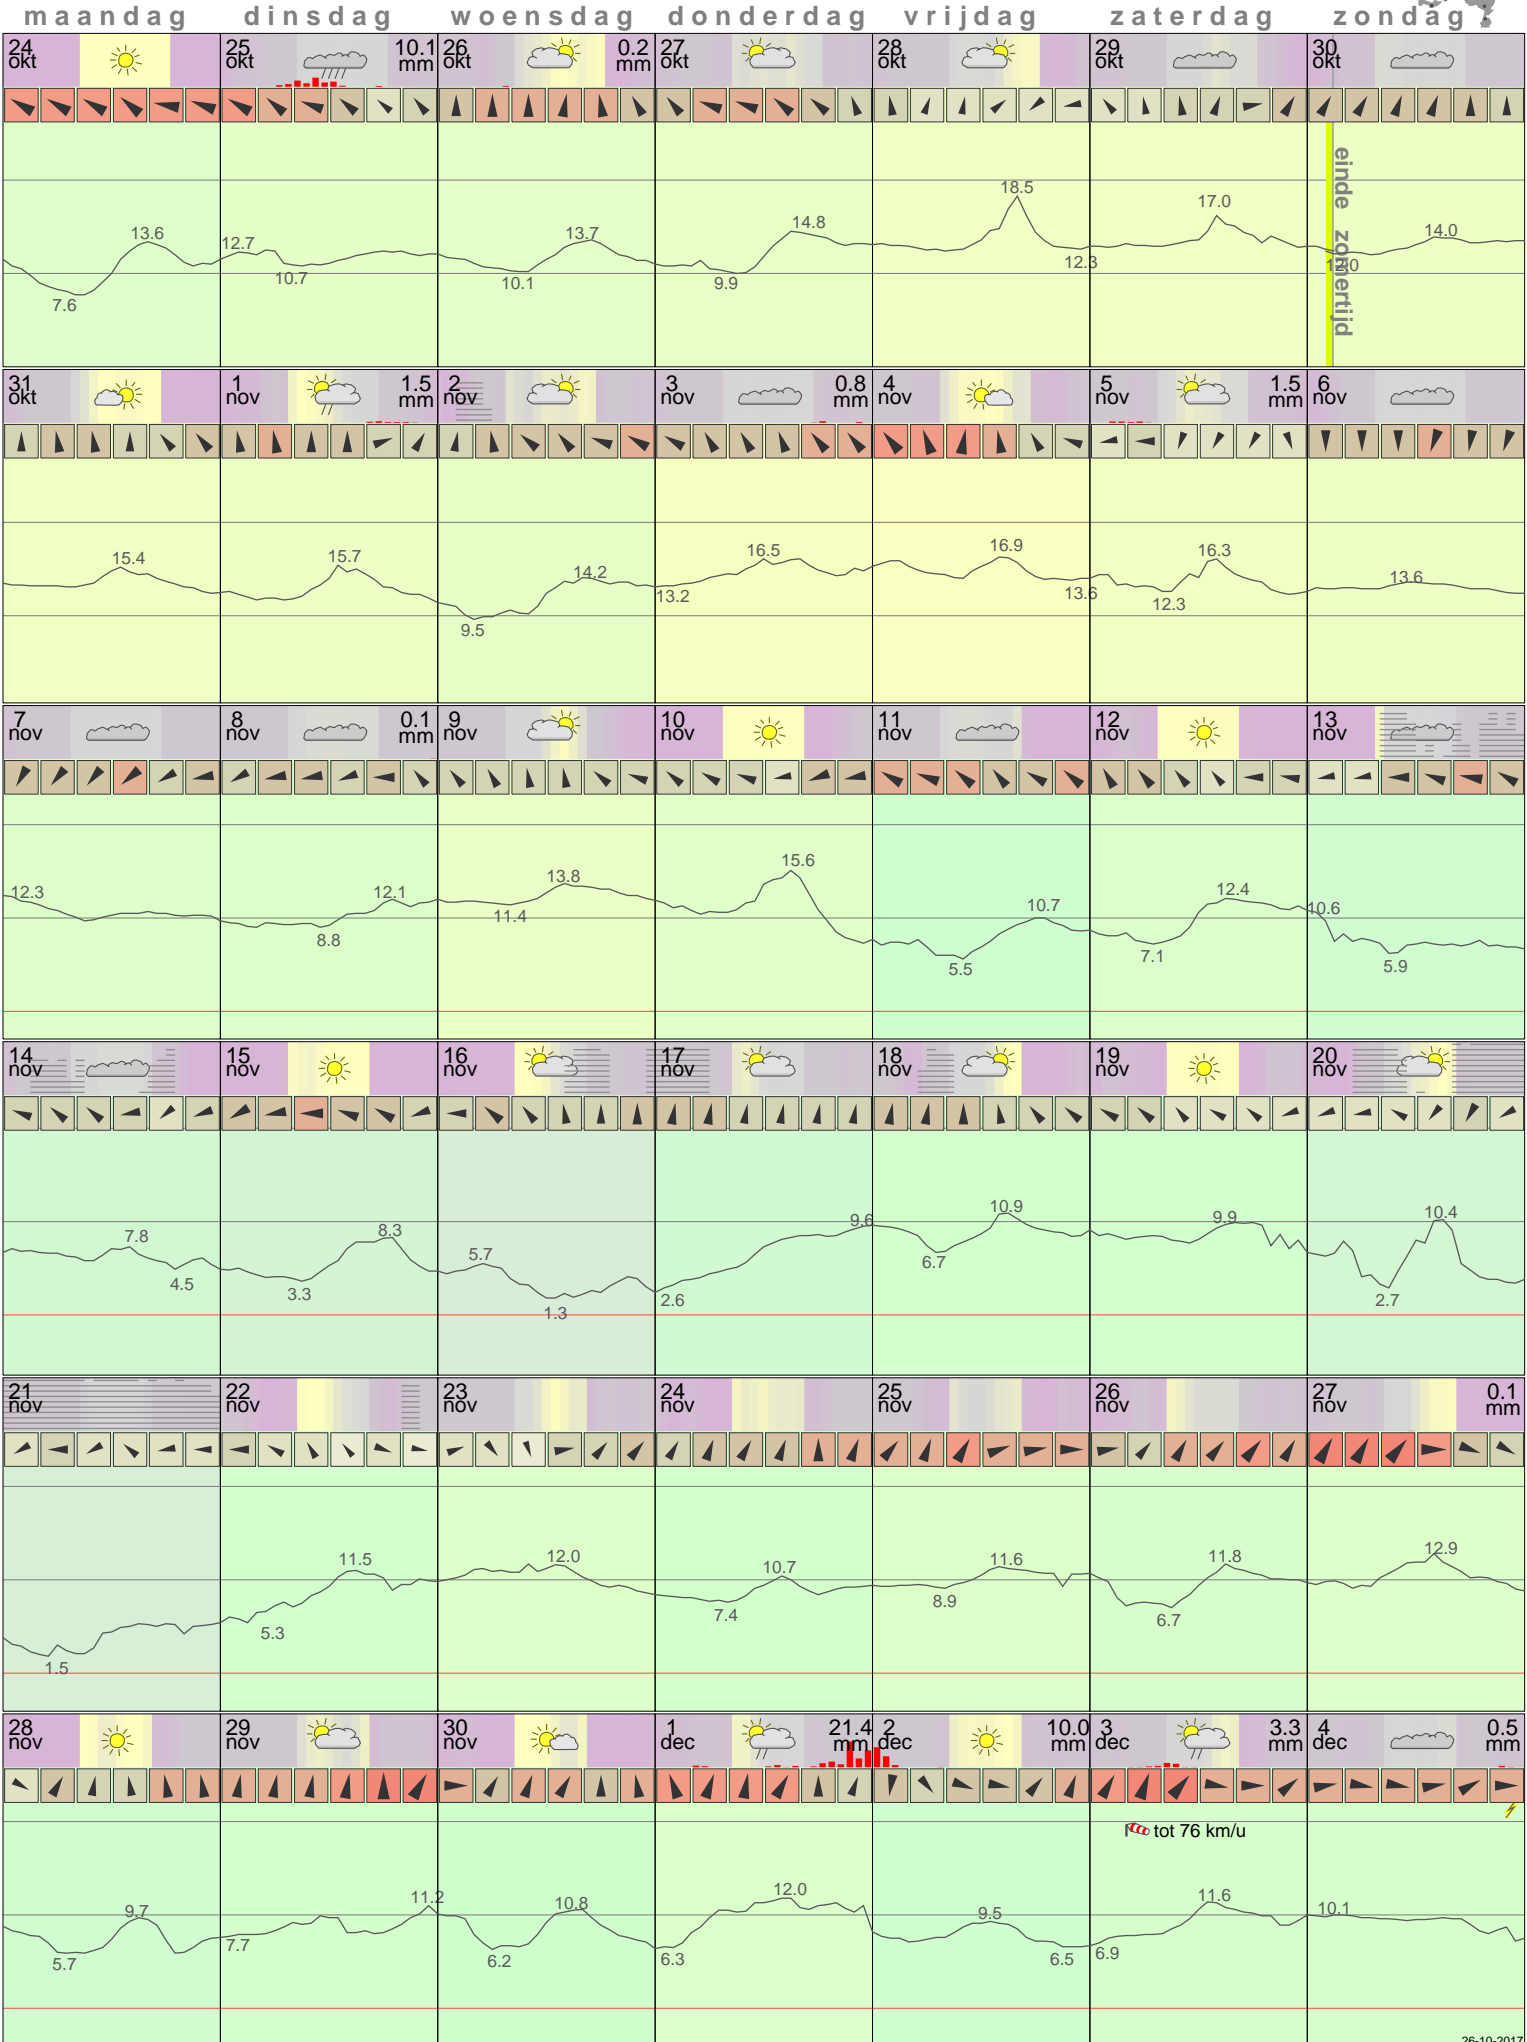 maandag dinsdag woensdag donderdag vrijdag zaterdag zondag
24 okt
25 okt 10.1 mm
26 okt 0.2 mm
27 okt
28 okt
29 okt
30 okt
13.6 7.6
12.7 10.7
13.7 10.1
14.8 9.9
18.5 12.3
17.0
14.0 12.0
einde zomertijd
31 okt
1 nov 1.5 mm
2 nov
3 nov 0.8 mm
4 nov
5 nov 1.5 mm
6 nov
15.4
15.7
14.2 9.5
16.5 13.2
16.9 13.6
16.3 12.3
13.6
7 nov
8 nov 0.1 mm
9 nov
10 nov
11 nov
12 nov
13 nov
12.3
12.1 8.8
13.8 11.4
15.6
10.7 5.5
12.4 7.1
10.6 5.9
14 nov
15 nov
16 nov
17 nov
18 nov
19 nov
20 nov
7.8 4.5
8.3 3.3
5.7 1.3
9.6 2.6
10.9 6.7
9.9
10.4 2.7
21 nov
22 nov
23 nov
24 nov
25 nov
26 nov
27 nov 0.1 mm
1.5
11.5 5.3
12.0
10.7 7.4
11.6 8.9
11.8 6.7
12.9
28 nov
29 nov
30 nov
1 dec 21.4 mm
2 dec 10.0 mm
3 dec 3.3 mm
4 dec 0.5 mm
tot 76 km/u
9.7 5.7
11.2 7.7
10.8 6.2
12.0 6.3
9.5 6.5
11.6 6.9
10.1
26-10-2017